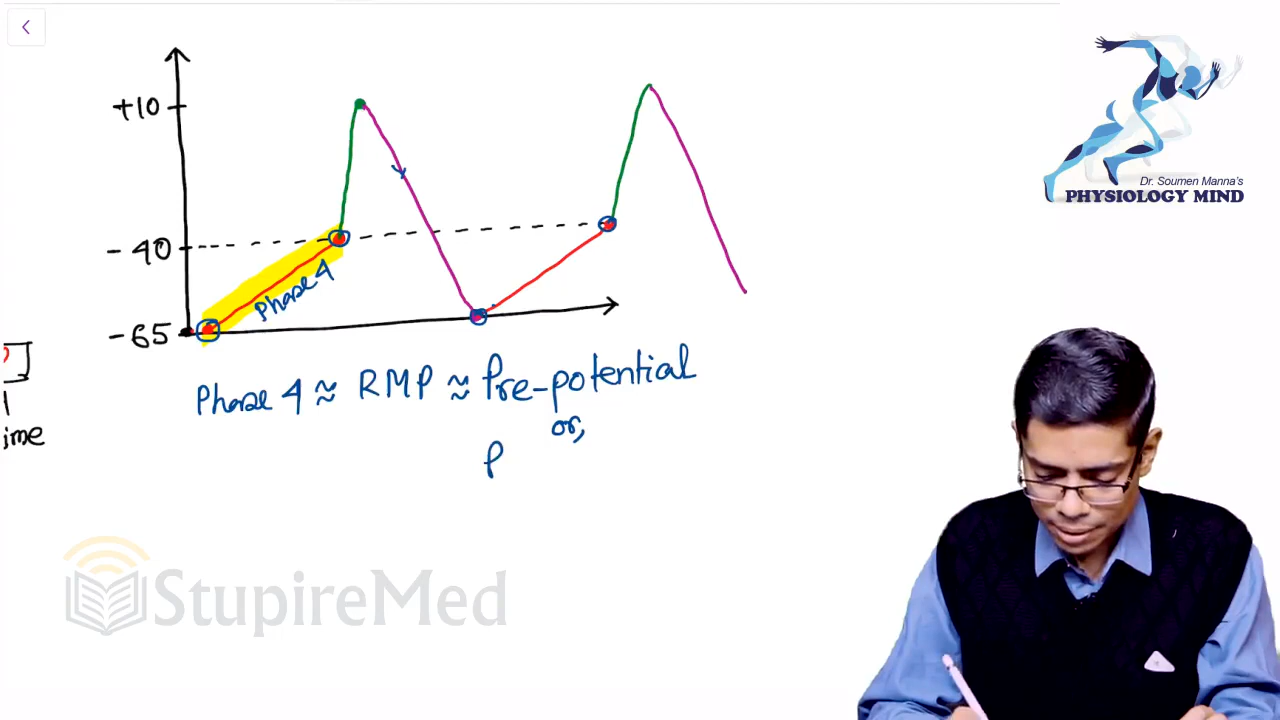 +10
Dr. Soumen Manna's
PHYSIOLOGY MIND
-40
Phase 4
-65
Phase 4 ≈ RMP ≈ Pre-potential
or,
P
ime
StupireMed